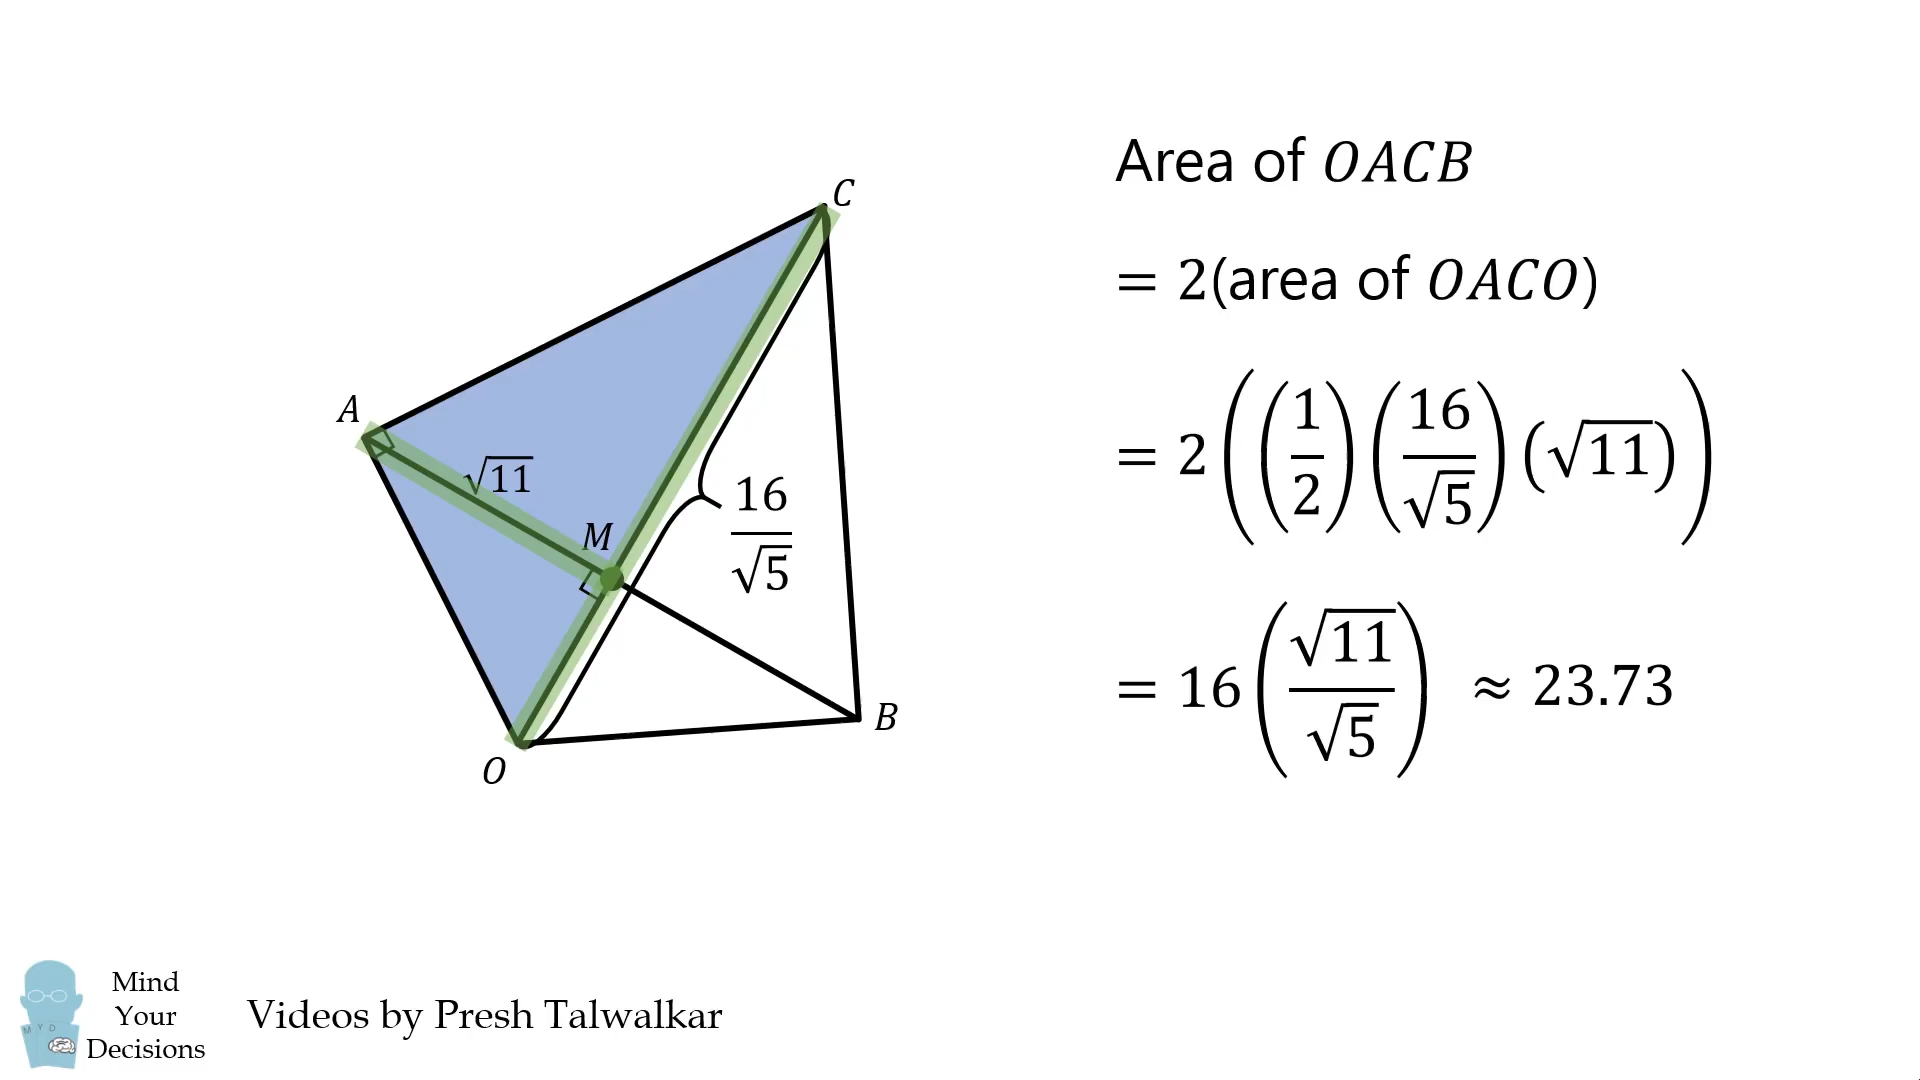 Area of OACB
= 2(area of OACO)
= 2((1/2)(16/√5)(√11))
= 16(√11/√5) ≈ 23.73
C
A
√11
M
16/√5
B
O
M Y D
Mind
Your
Decisions
Videos by Presh Talwalkar